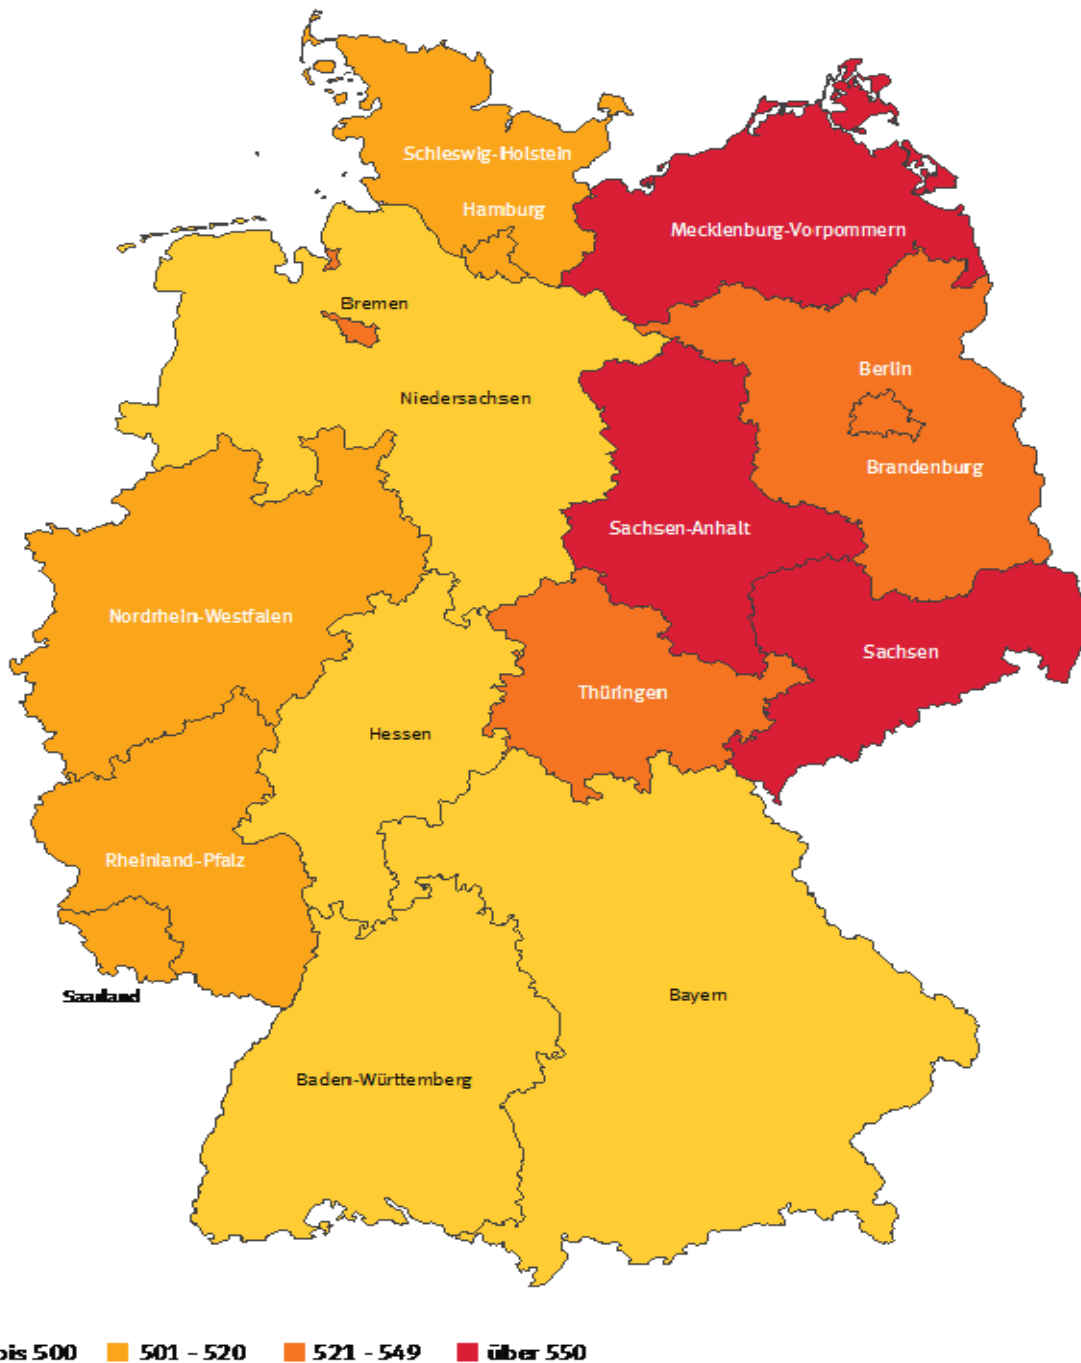 Schleswig-Holstein
Hamburg
Mecklenburg-Vorpommern
Bremen
Berlin
Niedersachsen
Brandenburg
Sachsen-Anhalt
Nordrhein-Westfalen
Sachsen
Thüringen
Hessen
Rheinland-Pfalz
Saarland
Bayern
Baden-Württemberg
bis 500 501 - 520 521 - 549 über 550